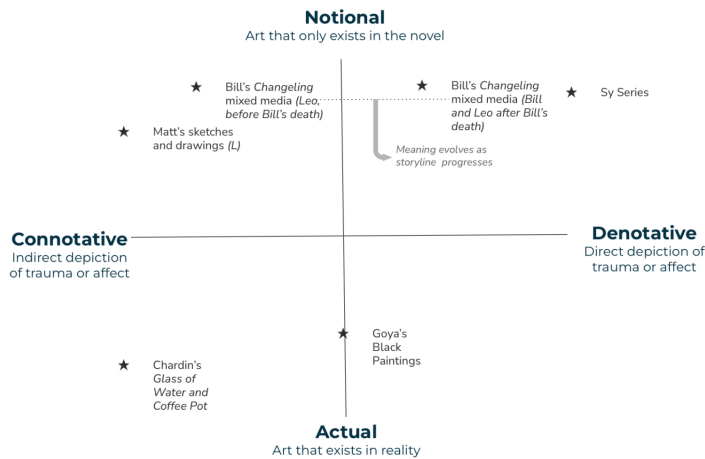 Notional
Art that only exists in the novel
Bill's Changeling
mixed media (Leo,
before Bill's death)
Bill's Changeling
mixed media (Bill
and Leo after Bill's
death)
Sy Series
Matt's sketches
and drawings (L)
Meaning evolves as
storyline progresses
Connotative
Indirect depiction
of trauma or affect
Denotative
Direct depiction of
trauma or affect
Goya's
Black
Paintings
Chardin's
Glass of
Water and
Coffee Pot
Actual
Art that exists in reality